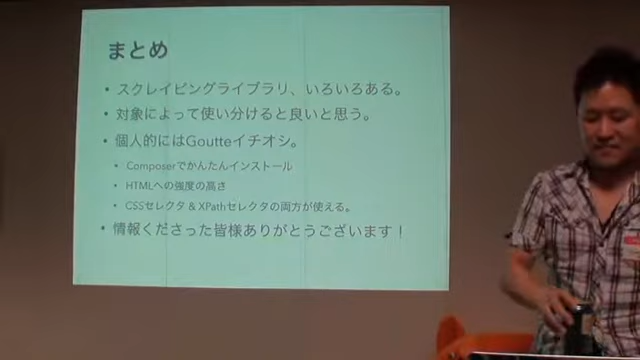 まとめ
• スクレイピングライブラリ、いろいろある。
• 対象によって使い分けると良いと思う。
• 個人的にはGoutteイチオシ。
• Composerでかんたんインストール
• HTMLへの強度の高さ
• CSSセレクタ & XPathセレクタの両方が使える。
• 情報くださった皆様ありがとうございます！